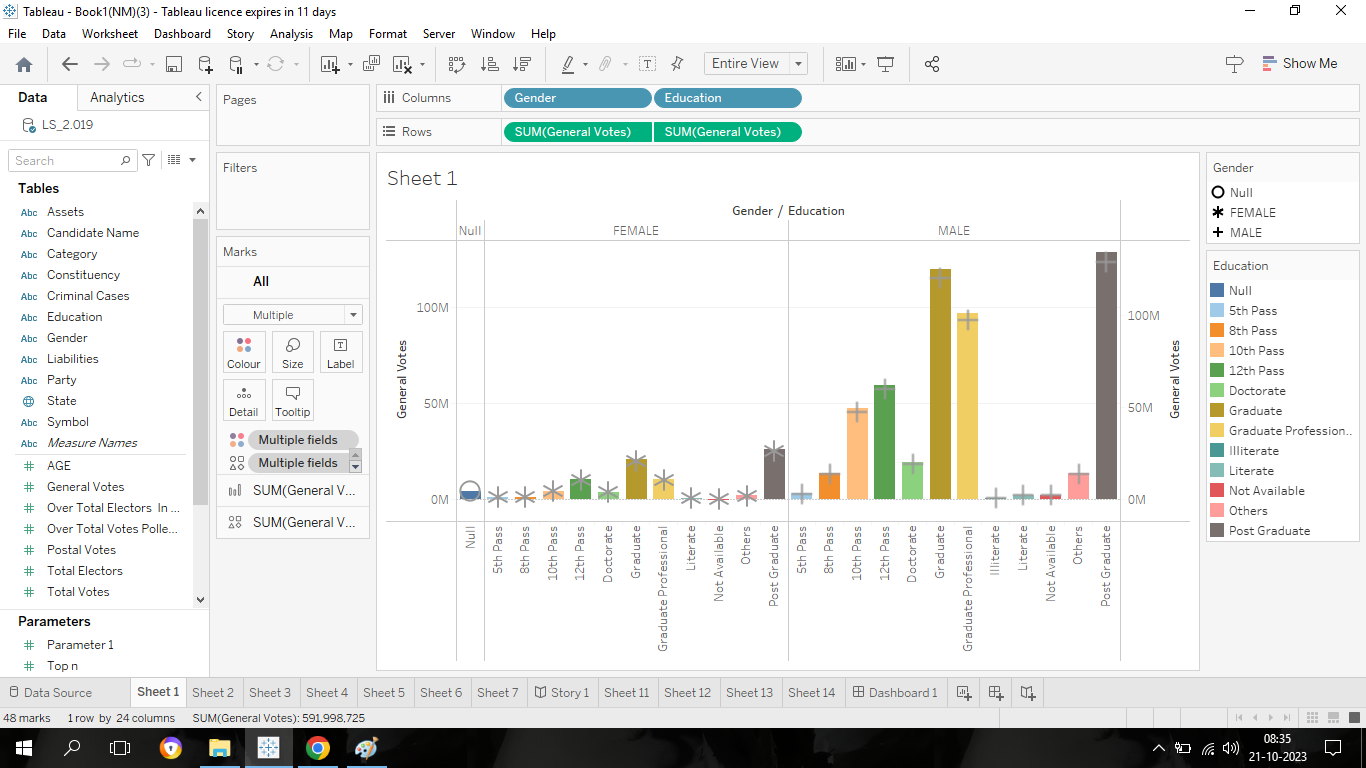 Tableau - Book1(NM)(3) - Tableau licence expires in 11 days
File Data Worksheet Dashboard Story Analysis Map Format Server Window Help
Entire View
Show Me
Data Analytics
LS_2.019
Search
Tables
Abc Assets
Abc Candidate Name
Abc Category
Abc Constituency
Abc Criminal Cases
Abc Education
Abc Gender
Abc Liabilities
Abc Party
State
Abc Symbol
Abc Measure Names
# AGE
# General Votes
# Over Total Electors In ...
# Over Total Votes Polle...
# Postal Votes
# Total Electors
# Total Votes
Parameters
# Parameter 1
# Top n
Pages
Filters
Marks
All
Multiple
Colour Size Label
Detail Tooltip
Multiple fields
Multiple fields
SUM(General V...
SUM(General V...
Columns Gender Education
Rows SUM(General Votes) SUM(General Votes)
Sheet 1
Gender / Education
Null FEMALE MALE
General Votes
100M
50M
0M
General Votes
100M
50M
0M
Null
5th Pass
8th Pass
10th Pass
12th Pass
Doctorate
Graduate
Graduate Professional
Literate
Not Available
Others
Post Graduate
5th Pass
8th Pass
10th Pass
12th Pass
Doctorate
Graduate
Graduate Professional
Illiterate
Literate
Not Available
Others
Post Graduate
Gender
Null
FEMALE
MALE
Education
Null
5th Pass
8th Pass
10th Pass
12th Pass
Doctorate
Graduate
Graduate Profession..
Illiterate
Literate
Not Available
Others
Post Graduate
Data Source Sheet 1 Sheet 2 Sheet 3 Sheet 4 Sheet 5 Sheet 6 Sheet 7 Story 1 Sheet 11 Sheet 12 Sheet 13 Sheet 14 Dashboard 1
48 marks 1 row by 24 columns SUM(General Votes): 591,998,725
08:35
21-10-2023